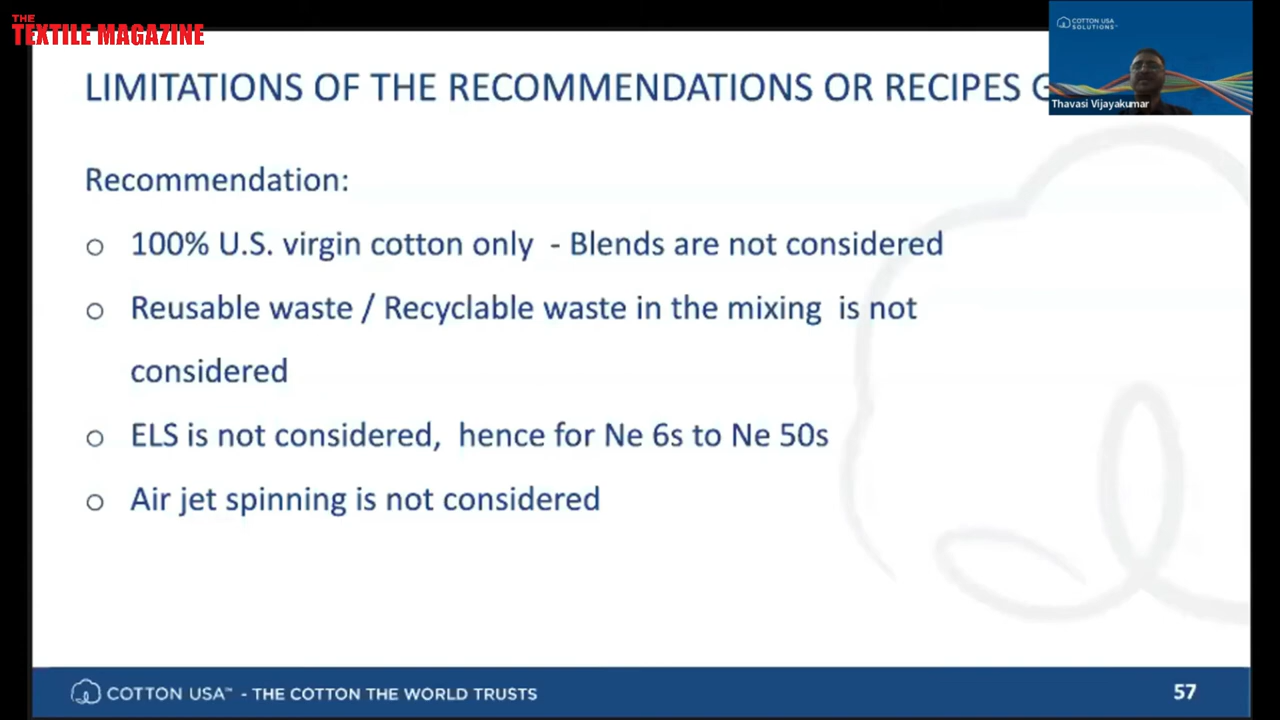 THE
TEXTILE MAGAZINE
COTTON USA
SOLUTIONS™
Thavasi Vijayakumar
LIMITATIONS OF THE RECOMMENDATIONS OR RECIPES
Recommendation:
100% U.S. virgin cotton only - Blends are not considered
Reusable waste / Recyclable waste in the mixing is not
considered
ELS is not considered, hence for Ne 6s to Ne 50s
Air jet spinning is not considered
COTTON USA™ - THE COTTON THE WORLD TRUSTS
57